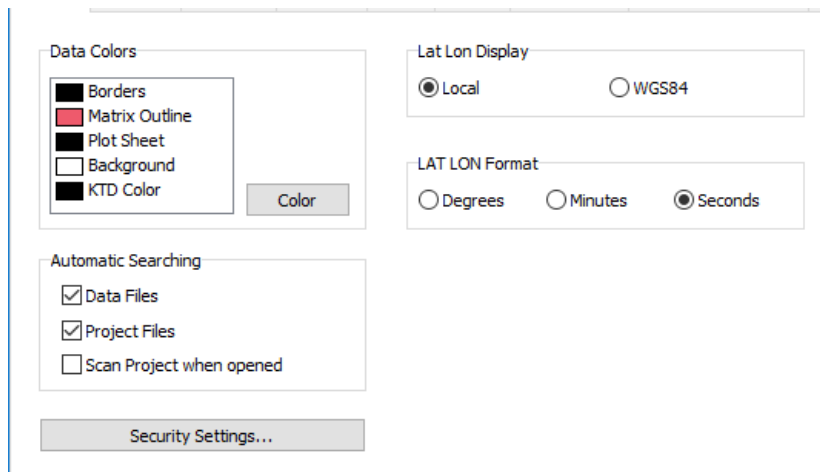 Data Colors
Borders
Matrix Outline
Plot Sheet
Background
KTD Color
Color
Automatic Searching
Data Files
Project Files
Scan Project when opened
Security Settings...
Lat Lon Display
Local WGS84
LAT LON Format
Degrees Minutes Seconds